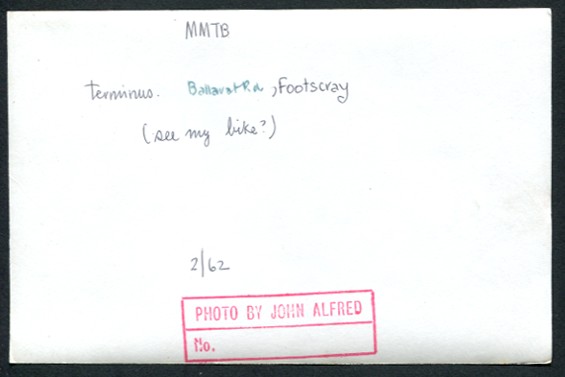 MMTB
terminus. Ballarat Rd, Footscray
(see my bike?)
2/62
PHOTO BY JOHN ALFRED
No.